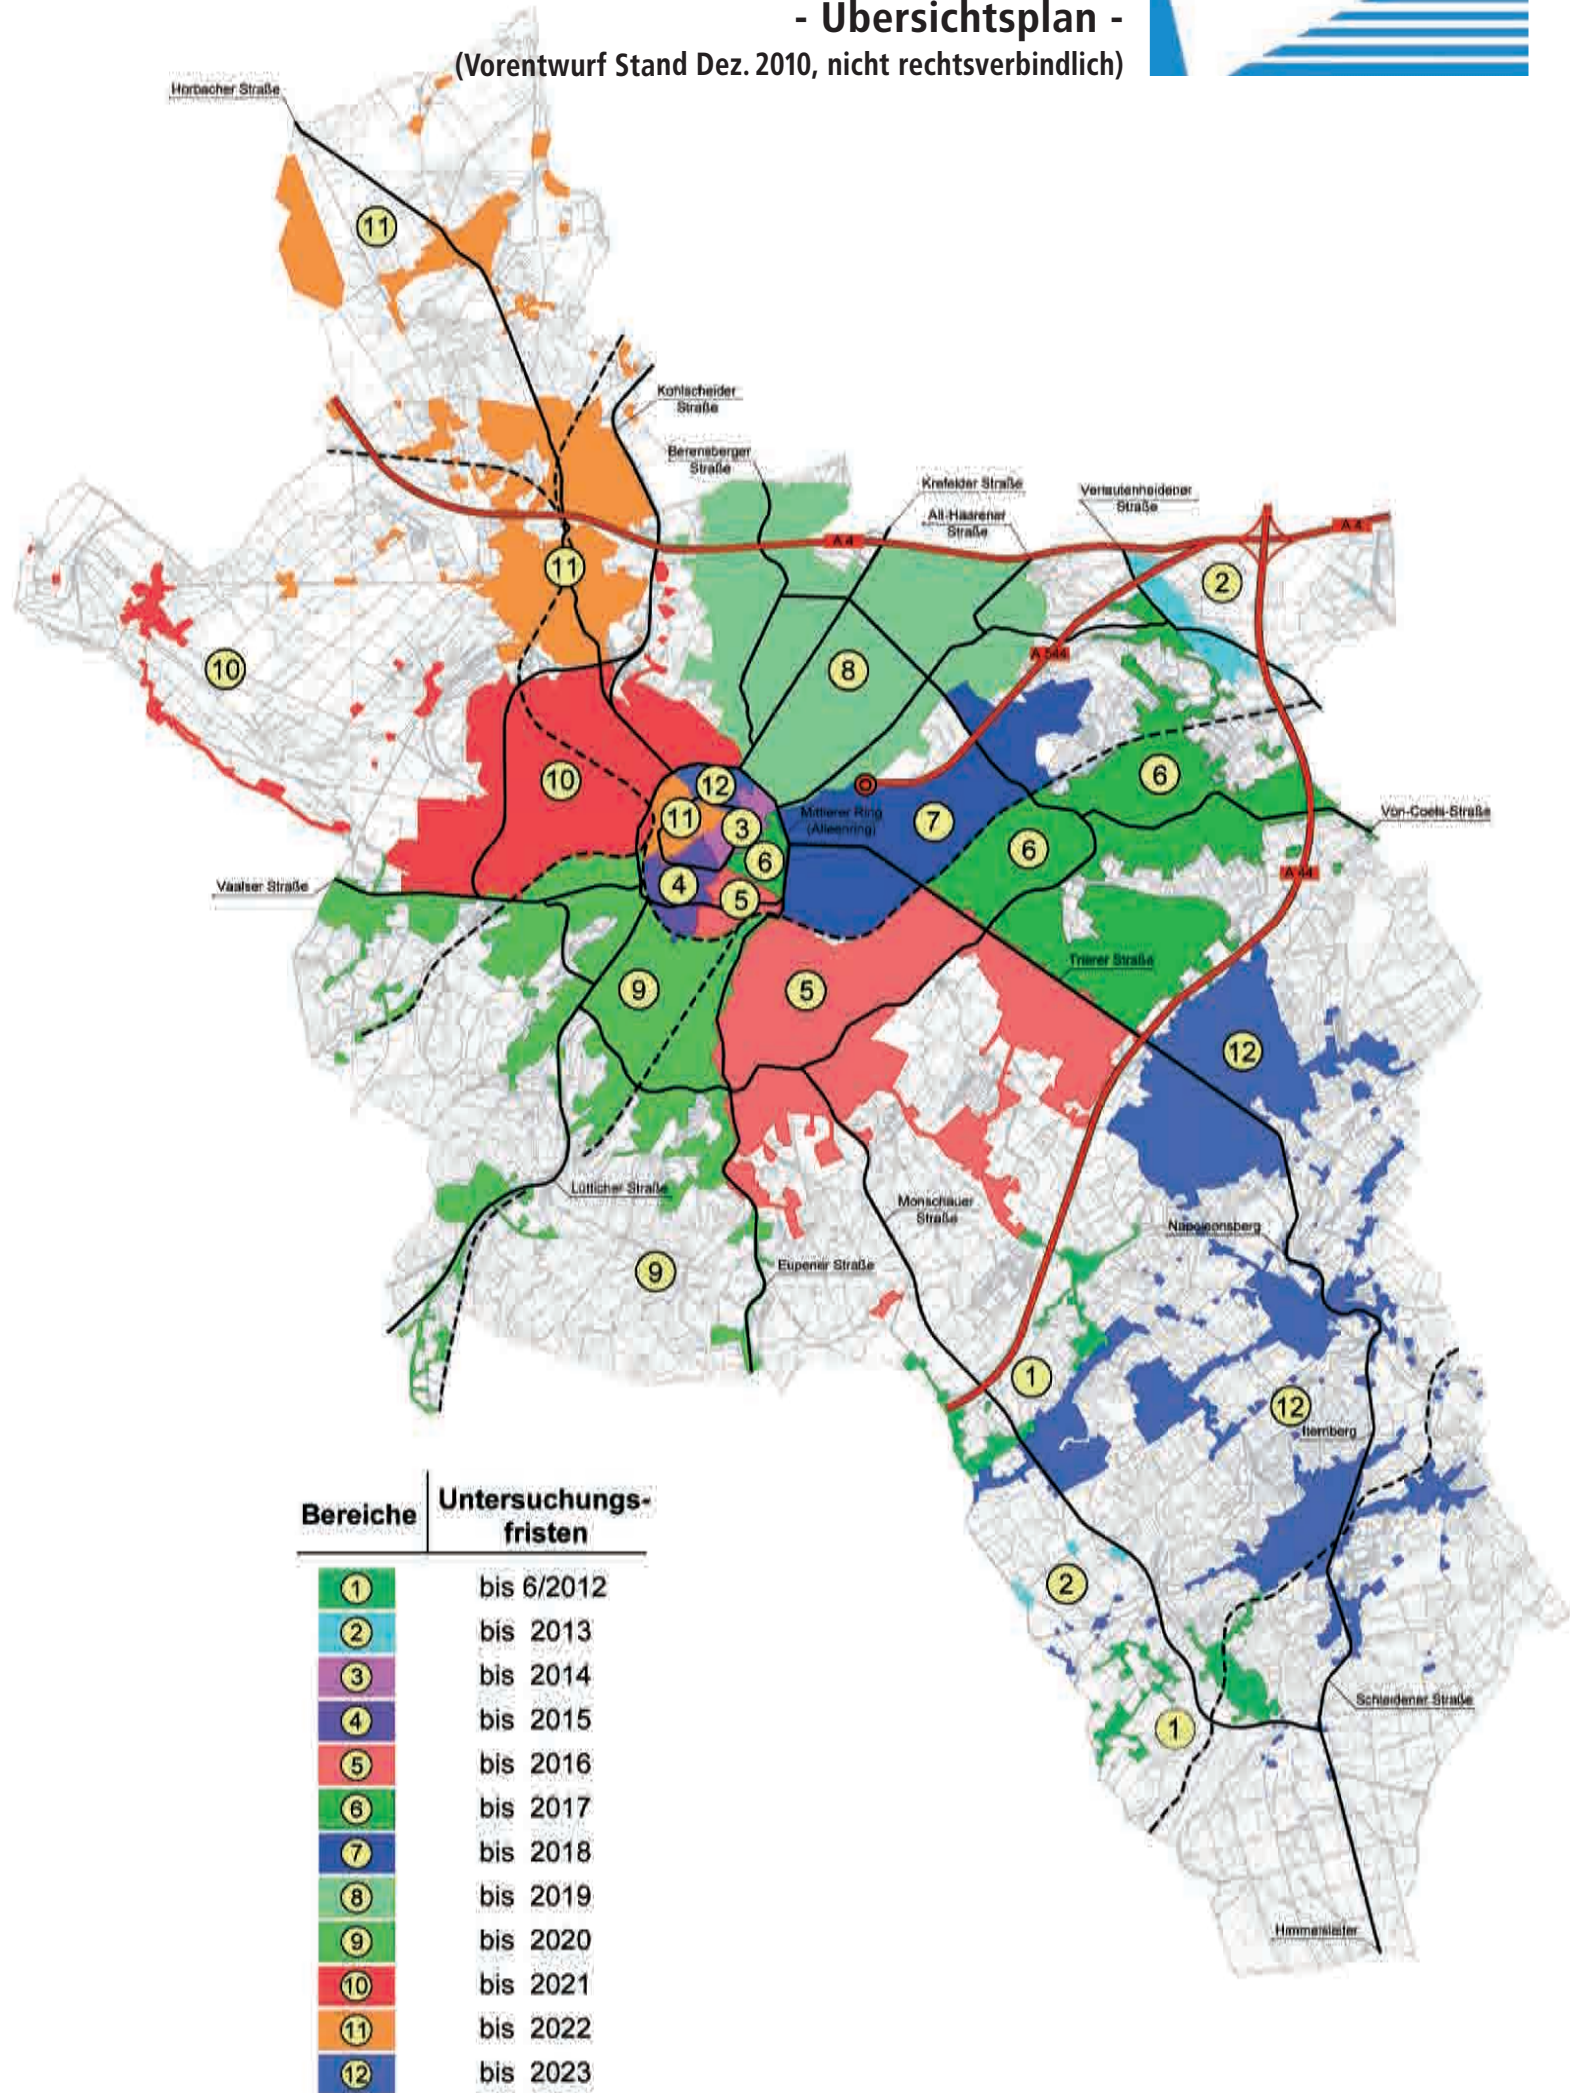 - Übersichtsplan -
(Vorentwurf Stand Dez. 2010, nicht rechtsverbindlich)
Horbacher Straße
11
Kohlscheider
Straße
Berensberger
Straße
Krefelder Straße
Alt-Haarener
Straße
Verlautenheidener
Straße
A 4
A 4
11
2
10
8
A 544
10
12
6
11
3
Mittlerer Ring
(Alleenring)
7
Von-Coels-Straße
6
6
A 44
Vaalser Straße
4
5
9
5
Trierer Straße
12
Lütticher Straße
Monschauer
Straße
Napoleonsberg
9
Eupener Straße
1
12
Iternberg
2
Schleidener Straße
1
Himmelsleiter
Bereiche
Untersuchungs-
fristen
1 bis 6/2012
2 bis 2013
3 bis 2014
4 bis 2015
5 bis 2016
6 bis 2017
7 bis 2018
8 bis 2019
9 bis 2020
10 bis 2021
11 bis 2022
12 bis 2023